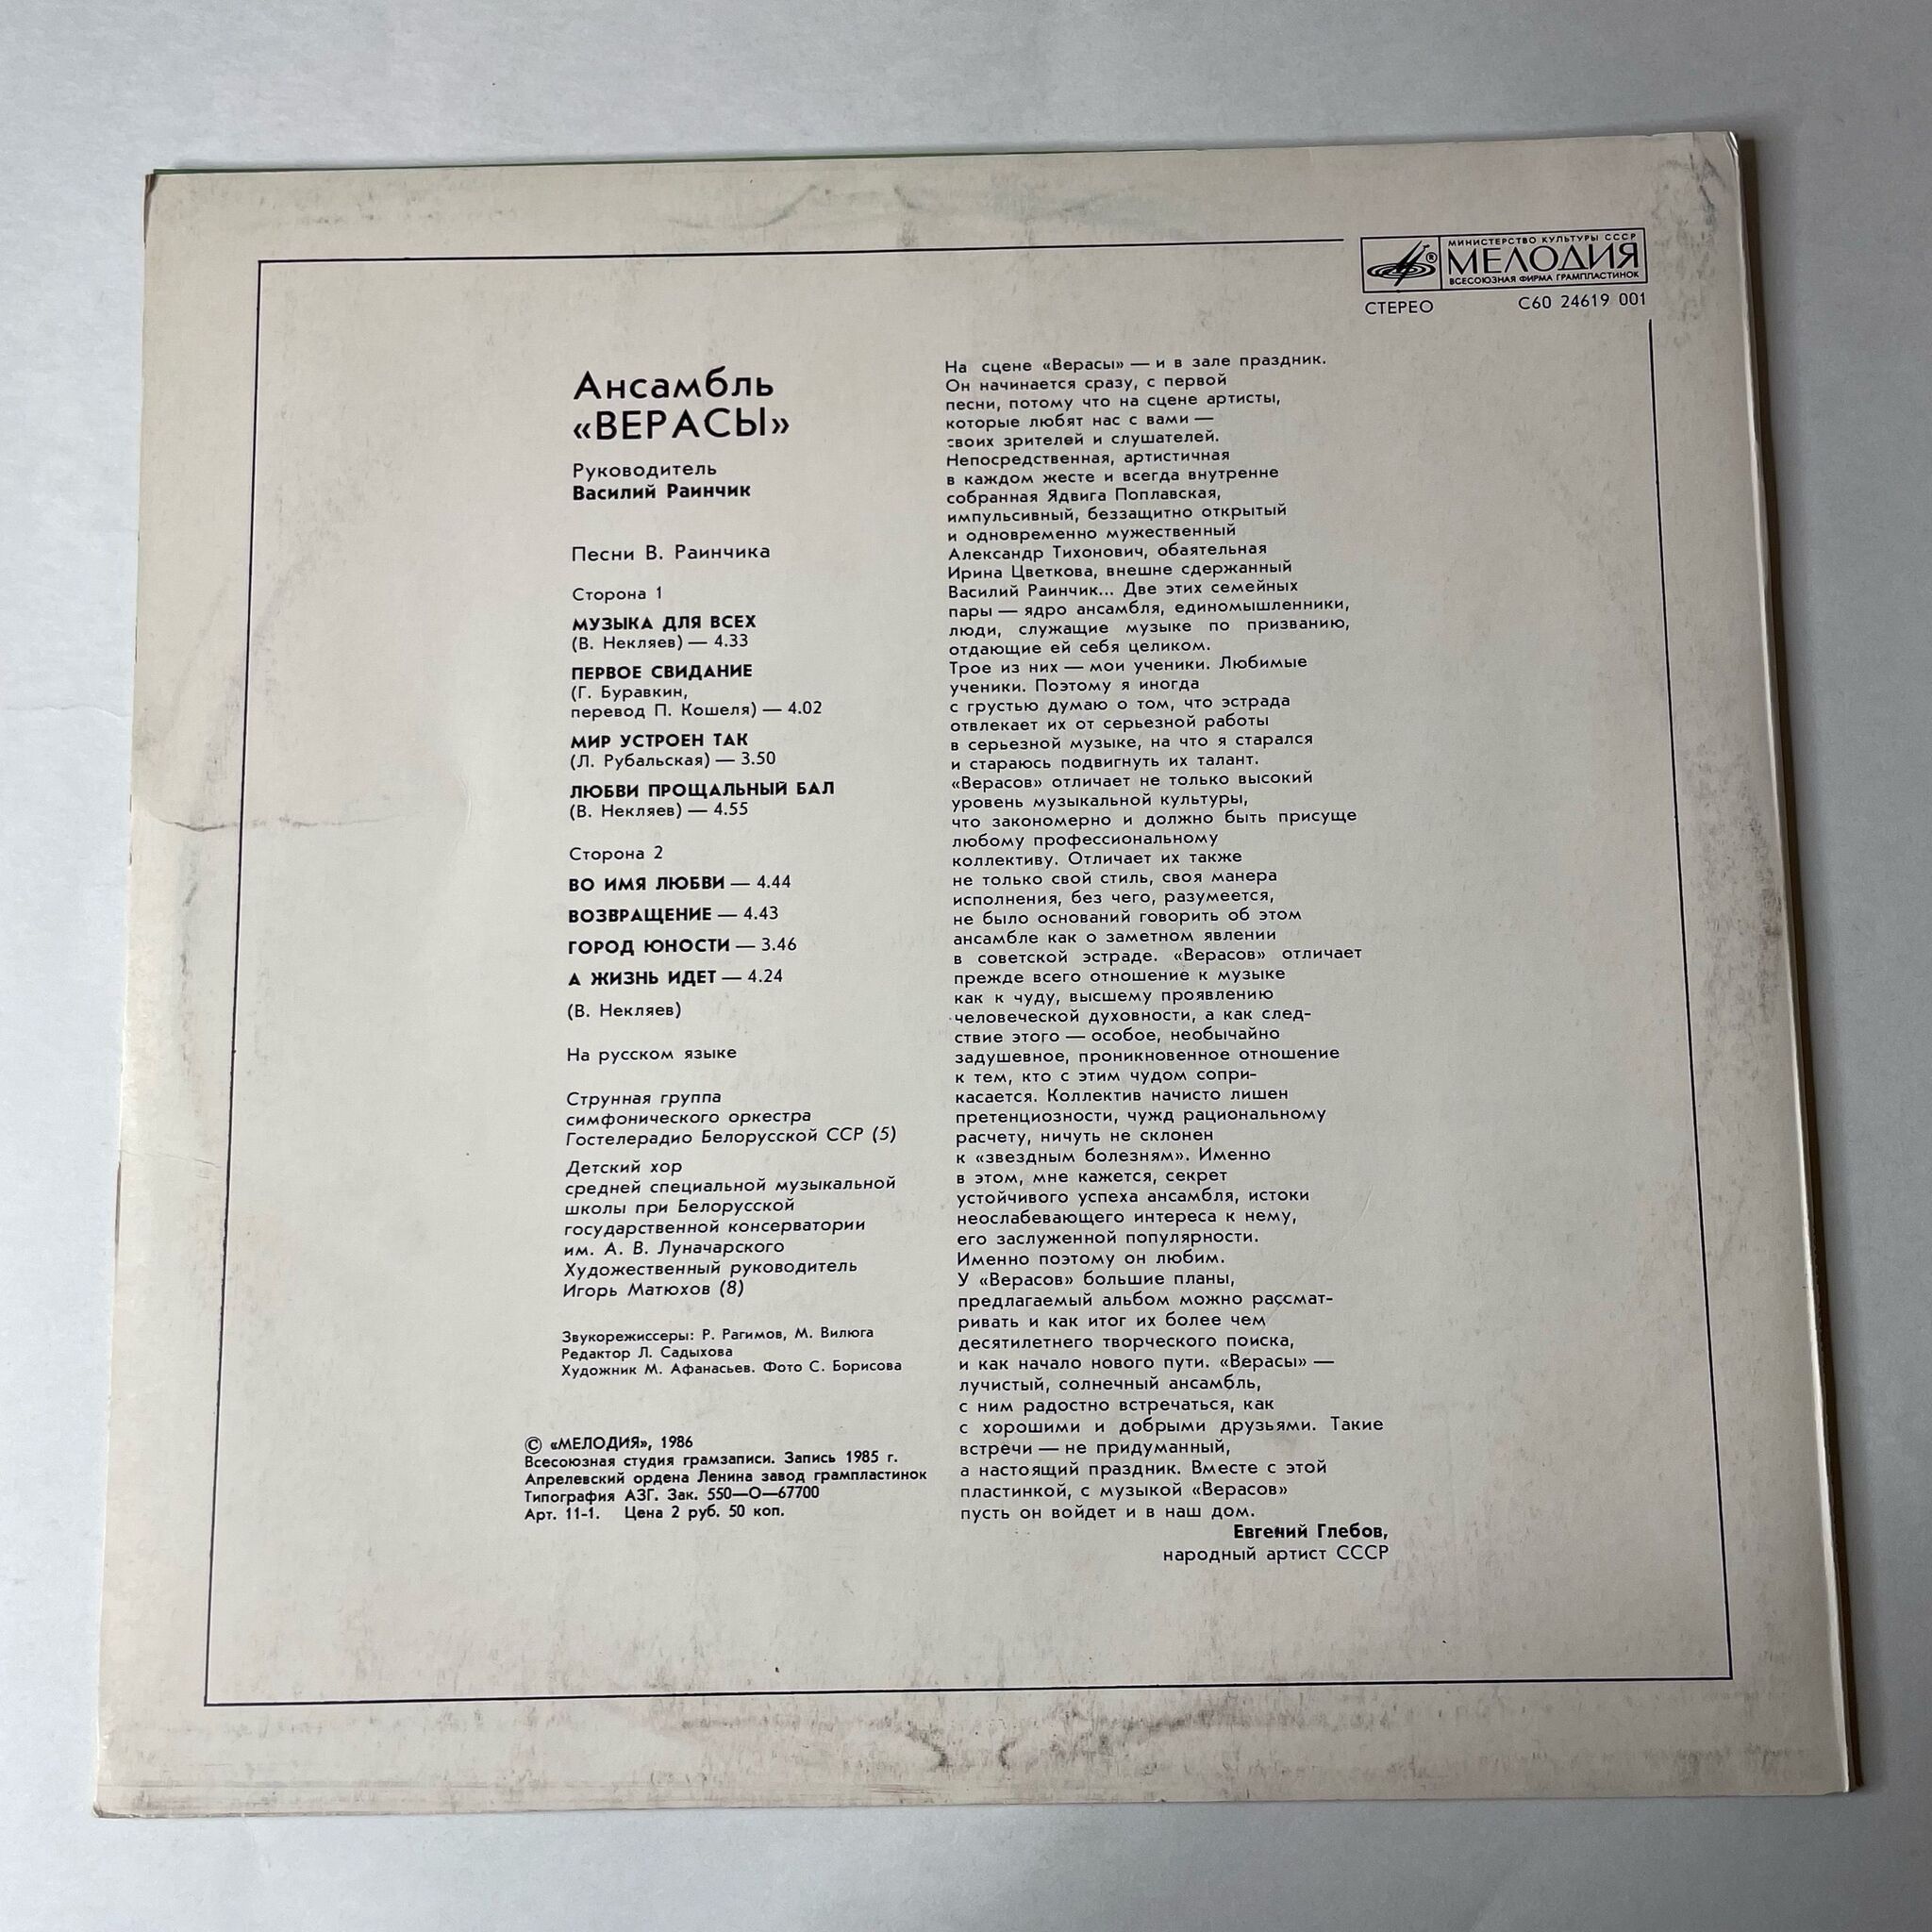 МИНИСТЕРСТВО КУЛЬТУРЫ СССР
МЕЛОДИЯ
ВСЕСОЮЗНАЯ ФИРМА ГРАМПЛАСТИНОК
®
СТЕРЕО С60 24619 001
Ансамбль
«ВЕРАСЫ»
Руководитель
Василий Раинчик
Песни В. Раинчика
Сторона 1
МУЗЫКА ДЛЯ ВСЕХ
(В. Некляев) — 4.33
ПЕРВОЕ СВИДАНИЕ
(Г. Буравкин,
перевод П. Кошеля) — 4.02
МИР УСТРОЕН ТАК
(Л. Рубальская) — 3.50
ЛЮБВИ ПРОЩАЛЬНЫЙ БАЛ
(В. Некляев) — 4.55
Сторона 2
ВО ИМЯ ЛЮБВИ — 4.44
ВОЗВРАЩЕНИЕ — 4.43
ГОРОД ЮНОСТИ — 3.46
А ЖИЗНЬ ИДЕТ — 4.24
(В. Некляев)
На русском языке
Струнная группа
симфонического оркестра
Гостелерадио Белорусской ССР (5)
Детский хор
средней специальной музыкальной
школы при Белорусской
государственной консерватории
им. А. В. Луначарского
Художественный руководитель
Игорь Матюхов (8)
Звукорежиссеры: Р. Рагимов, М. Вилюга
Редактор Л. Садыхова
Художник М. Афанасьев. Фото С. Борисова
© «МЕЛОДИЯ», 1986
Всесоюзная студия грамзаписи. Запись 1985 г.
Апрелевский ордена Ленина завод грампластинок
Типография АЗГ. Зак. 550—О—67700
Арт. 11-1. Цена 2 руб. 50 коп.
На сцене «Верасы» — и в зале праздник.
Он начинается сразу, с первой
песни, потому что на сцене артисты,
которые любят нас с вами —
своих зрителей и слушателей.
Непосредственная, артистичная
в каждом жесте и всегда внутренне
собранная Ядвига Поплавская,
импульсивный, беззащитно открытый
и одновременно мужественный
Александр Тихонович, обаятельная
Ирина Цветкова, внешне сдержанный
Василий Раинчик... Две этих семейных
пары — ядро ансамбля, единомышленники,
люди, служащие музыке по призванию,
отдающие ей себя целиком.
Трое из них — мои ученики. Любимые
ученики. Поэтому я иногда
с грустью думаю о том, что эстрада
отвлекает их от серьезной работы
в серьезной музыке, на что я старался
и стараюсь подвигнуть их талант.
«Верасов» отличает не только высокий
уровень музыкальной культуры,
что закономерно и должно быть присуще
любому профессиональному
коллективу. Отличает их также
не только свой стиль, своя манера
исполнения, без чего, разумеется,
не было оснований говорить об этом
ансамбле как о заметном явлении
в советской эстраде. «Верасов» отличает
прежде всего отношение к музыке
как к чуду, высшему проявлению
человеческой духовности, а как след-
ствие этого — особое, необычайно
задушевное, проникновенное отношение
к тем, кто с этим чудом сопри-
касается. Коллектив начисто лишен
претенциозности, чужд рациональному
расчету, ничуть не склонен
к «звездным болезням». Именно
в этом, мне кажется, секрет
устойчивого успеха ансамбля, истоки
неослабевающего интереса к нему,
его заслуженной популярности.
Именно поэтому он любим.
У «Верасов» большие планы,
предлагаемый альбом можно рассмат-
ривать и как итог их более чем
десятилетнего творческого поиска,
и как начало нового пути. «Верасы» —
лучистый, солнечный ансамбль,
с ним радостно встречаться, как
с хорошими и добрыми друзьями. Такие
встречи — не придуманный,
а настоящий праздник. Вместе с этой
пластинкой, с музыкой «Верасов»
пусть он войдет и в наш дом.
Евгений Глебов,
народный артист СССР